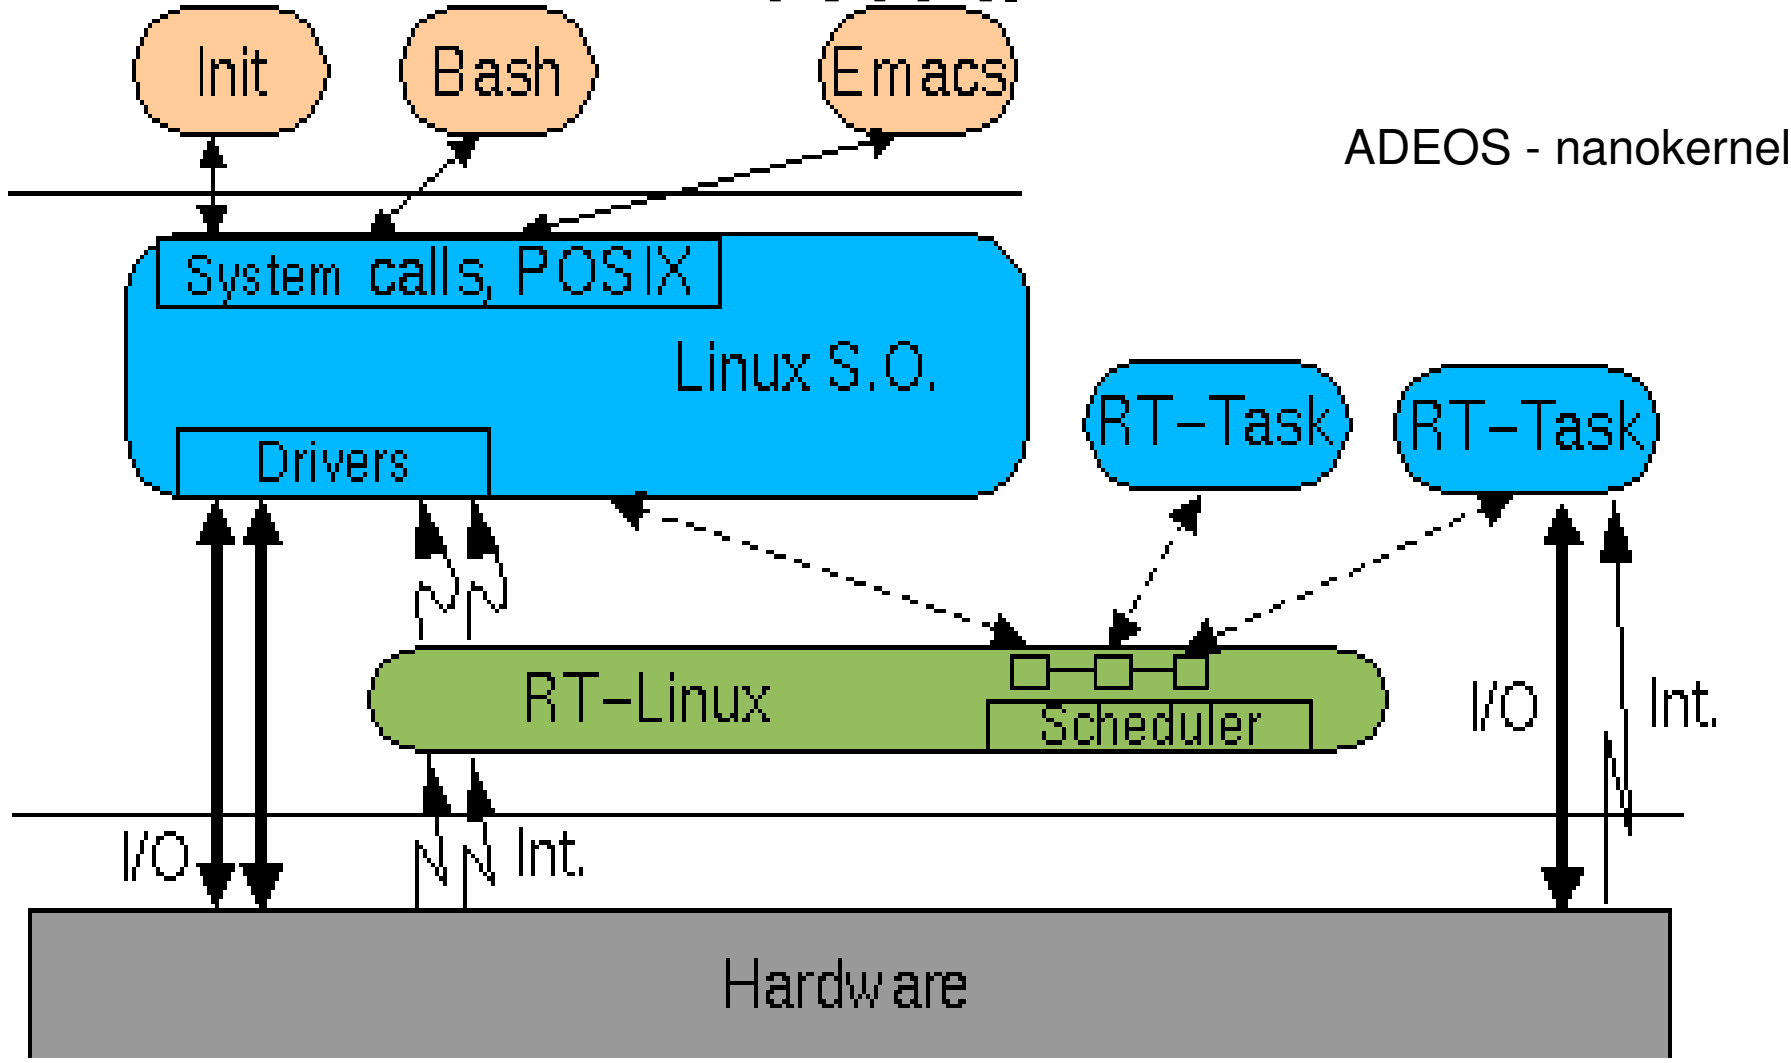 Init
Bash
Emacs
ADEOS - nanokernel
System calls, POSIX
Linux S.O.
Drivers
RT-Task
RT-Task
RT-Linux
Scheduler
I/O
Int.
I/O
Int.
Hardware